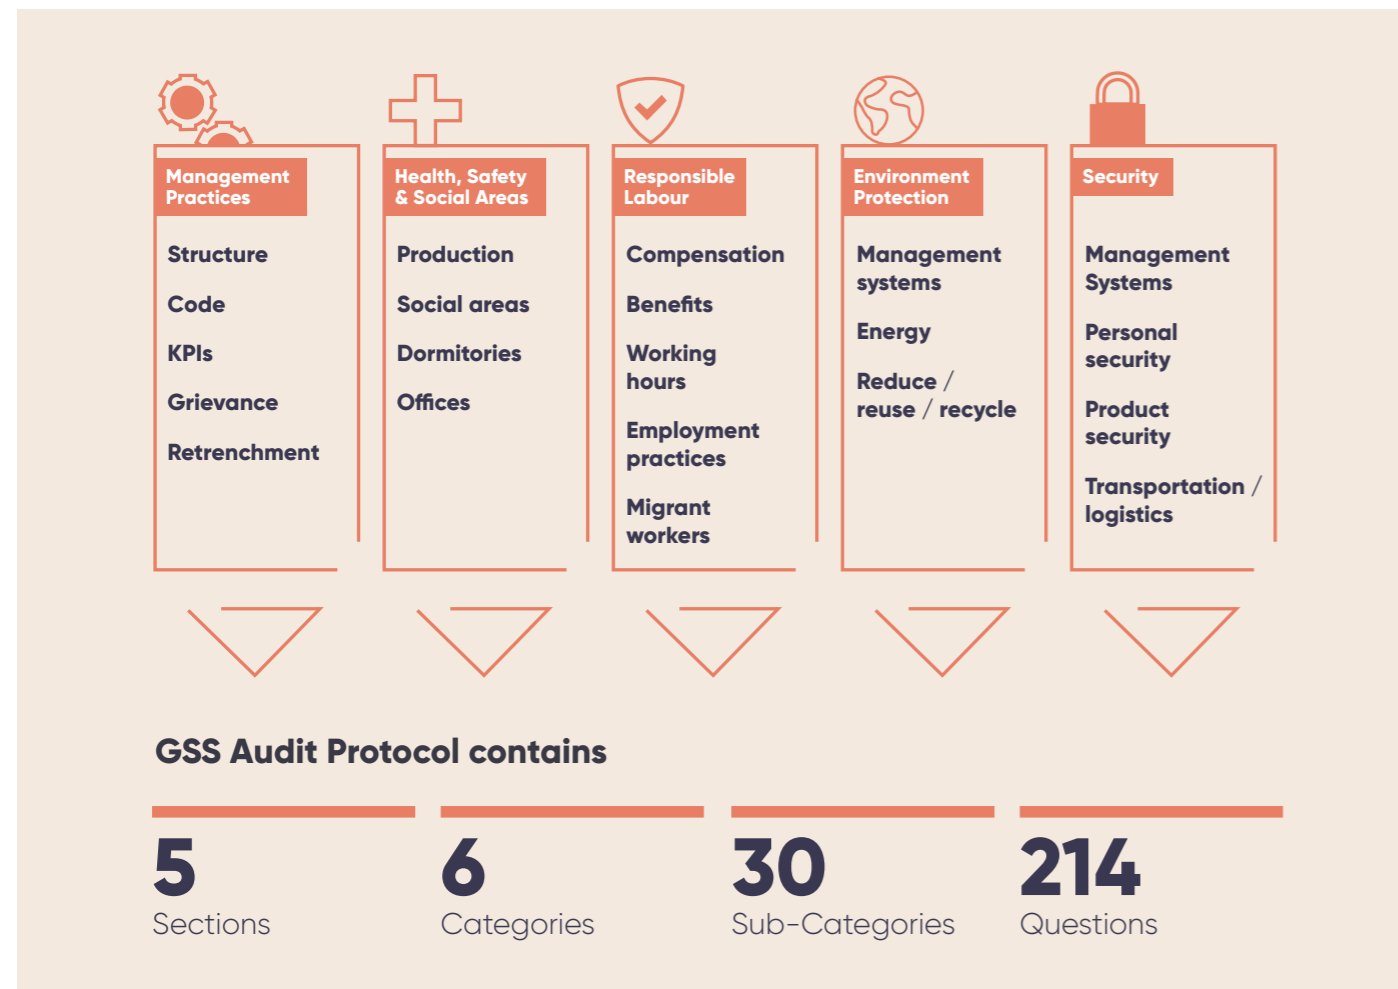 Management
Practices
Structure
Code
KPIs
Grievance
Retrenchment
Health, Safety
& Social Areas
Production
Social areas
Dormitories
Offices
Responsible
Labour
Compensation
Benefits
Working
hours
Employment
practices
Migrant
workers
Environment
Protection
Management
systems
Energy
Reduce /
reuse / recycle
Security
Management
Systems
Personal
security
Product
security
Transportation /
logistics
GSS Audit Protocol contains
5
Sections
6
Categories
30
Sub-Categories
214
Questions